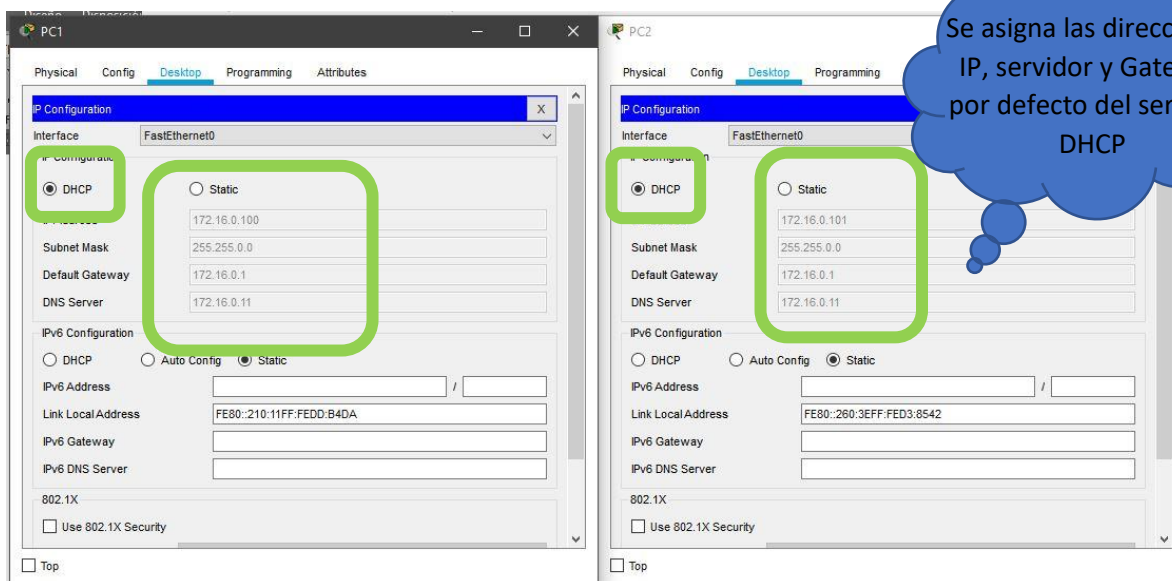 PC1
Physical Config Desktop Programming Attributes
IP Configuration X
Interface FastEthernet0
IP Configuration
DHCP Static
172.16.0.100
Subnet Mask 255.255.0.0
Default Gateway 172.16.0.1
DNS Server 172.16.0.11
IPv6 Configuration
DHCP Auto Config Static
IPv6 Address /
Link Local Address FE80::210:11FF:FEDD:B4DA
IPv6 Gateway
IPv6 DNS Server
802.1X
Use 802.1X Security
Top
PC2
Physical Config Desktop Programming
IP Configuration
Interface FastEthernet0
DHCP Static
172.16.0.101
Subnet Mask 255.255.0.0
Default Gateway 172.16.0.1
DNS Server 172.16.0.11
IPv6 Configuration
DHCP Auto Config Static
IPv6 Address /
Link Local Address FE80::260:3EFF:FED3:8542
IPv6 Gateway
IPv6 DNS Server
802.1X
Use 802.1X Security
Top
Se asigna las direcc
IP, servidor y Gate
por defecto del ser
DHCP